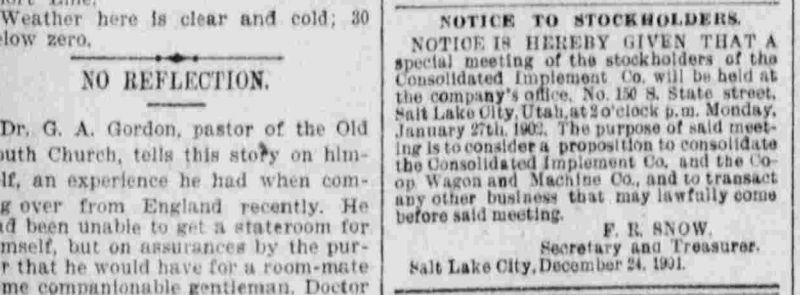 Weather here is clear and cold; 30
elow zero.
NO REFLECTION.
Dr. G. A. Gordon, pastor of the Old
outh Church, tells this story on him-
lf, an experience he had when com-
g over from England recently. He
ad been unable to get a stateroom for
mself, but on assurances by the pur-
r that he would have for a room-mate
me companionable gentleman, Doctor
NOTICE TO STOCKHOLDERS.
NOTICE IS HEREBY GIVEN THAT A
special meeting of the stockholders of the
Consolidated Implement Co. will be held at
the company's office, No. 150 S. State street,
Salt Lake City, Utah, at 2 o'clock p.m. Monday,
January 27th, 1902. The purpose of said meet-
ing is to consider a proposition to consolidate
the Consolidated Implement Co. and the Co-
op Wagon and Machine Co., and to transact
any other business that may lawfully come
before said meeting.
F. R. SNOW,
Secretary and Treasurer.
Salt Lake City, December 24, 1901.